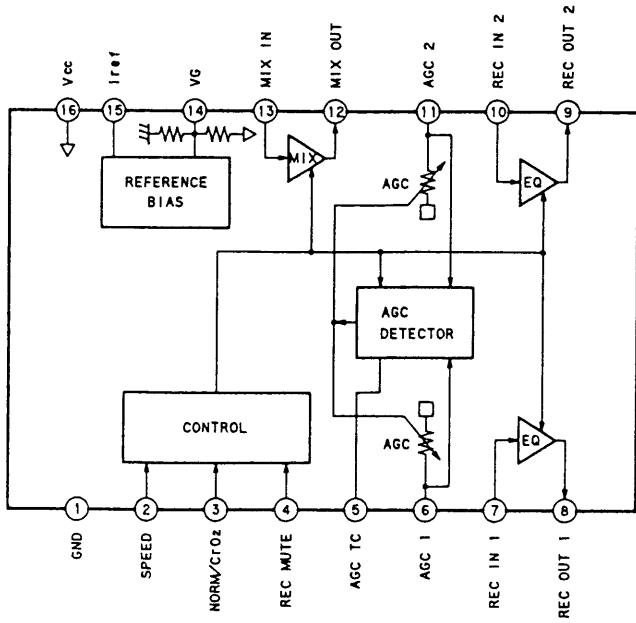 Vcc
Iref
VG
MIX IN
MIX OUT
AGC 2
REC IN 2
REC OUT 2
16
15
14
13
12
11
10
9
MIX
REFERENCE
BIAS
AGC
EQ
AGC
DETECTOR
CONTROL
AGC
EQ
1
2
3
4
5
6
7
8
GND
SPEED
NORM/CrO2
REC MUTE
AGC TC
AGC 1
REC IN 1
REC OUT 1